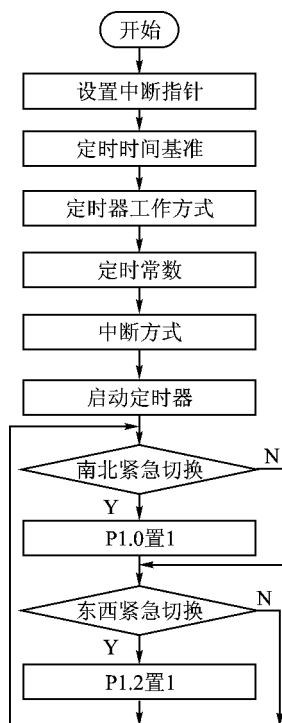 开始
设置中断指针
定时时间基准
定时器工作方式
定时常数
中断方式
启动定时器
南北紧急切换
N
Y
P1.0置1
东西紧急切换
N
Y
P1.2置1